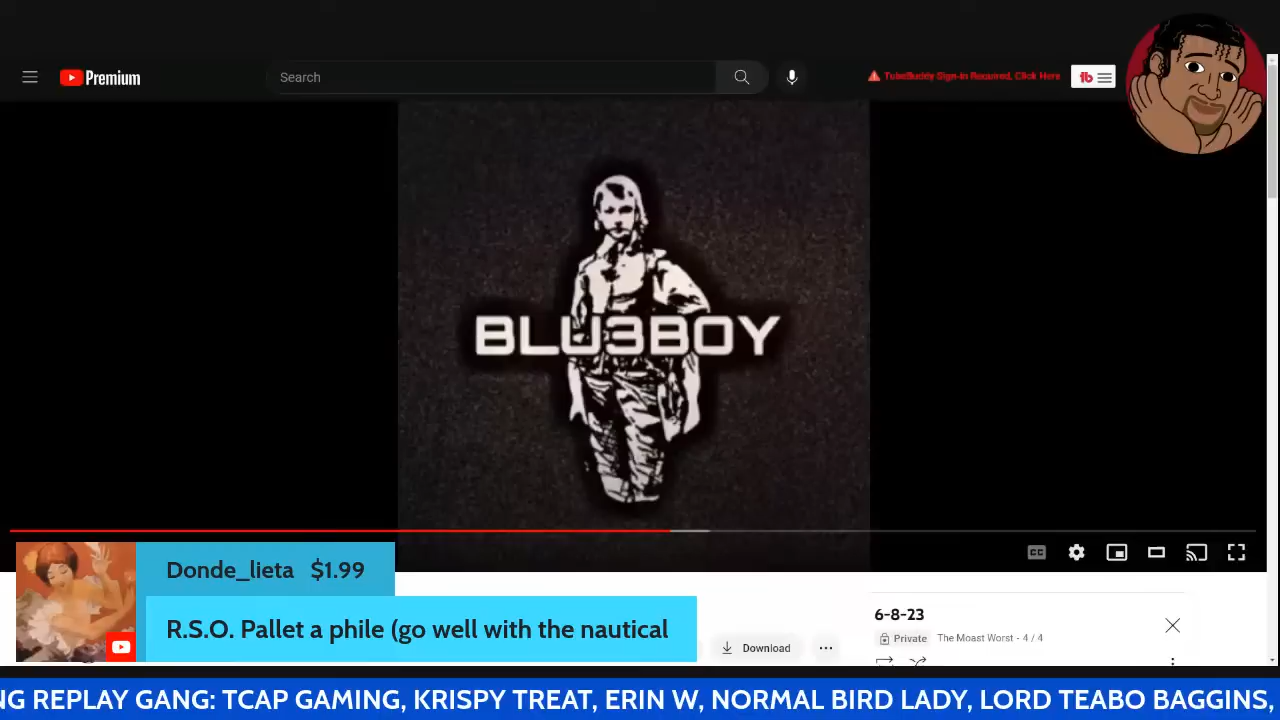 Premium
Search
TubeBuddy Sign-in Required, Click Here
tb
BLU3BOY
CC
Donde_lieta $1.99
R.S.O. Pallet a phile (go well with the nautical
Download
6-8-23
Private The Moast Worst - 4 / 4
NG REPLAY GANG: TCAP GAMING, KRISPY TREAT, ERIN W, NORMAL BIRD LADY, LORD TEABO BAGGINS,